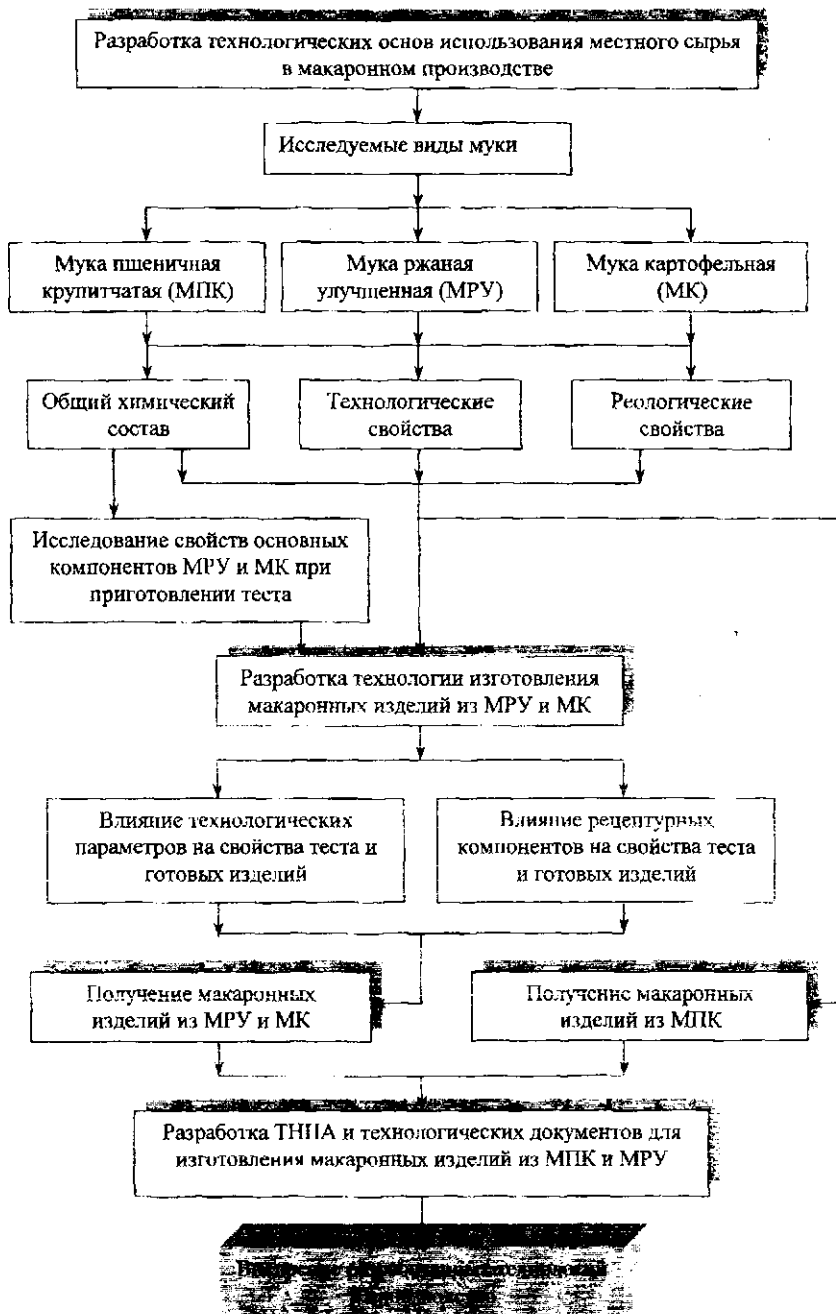 Разработка технологических основ использования местного сырья
в макаронном производстве
Исследуемые виды муки
Мука пшеничная
крупитчатая (МПК)
Мука ржаная
улучшенная (МРУ)
Мука картофельная
(МК)
Общий химический
состав
Технологические
свойства
Реологические
свойства
Исследование свойств основных
компонентов МРУ и МК при
приготовлении теста
Разработка технологии изготовления
макаронных изделий из МРУ и МК
Влияние технологических
параметров на свойства теста и
готовых изделий
Влияние рецептурных
компонентов на свойства теста
и готовых изделий
Получение макаронных
изделий из МРУ и МК
Получение макаронных
изделий из МПК
Разработка ТНПА и технологических документов для
изготовления макаронных изделий из МПК и МРУ